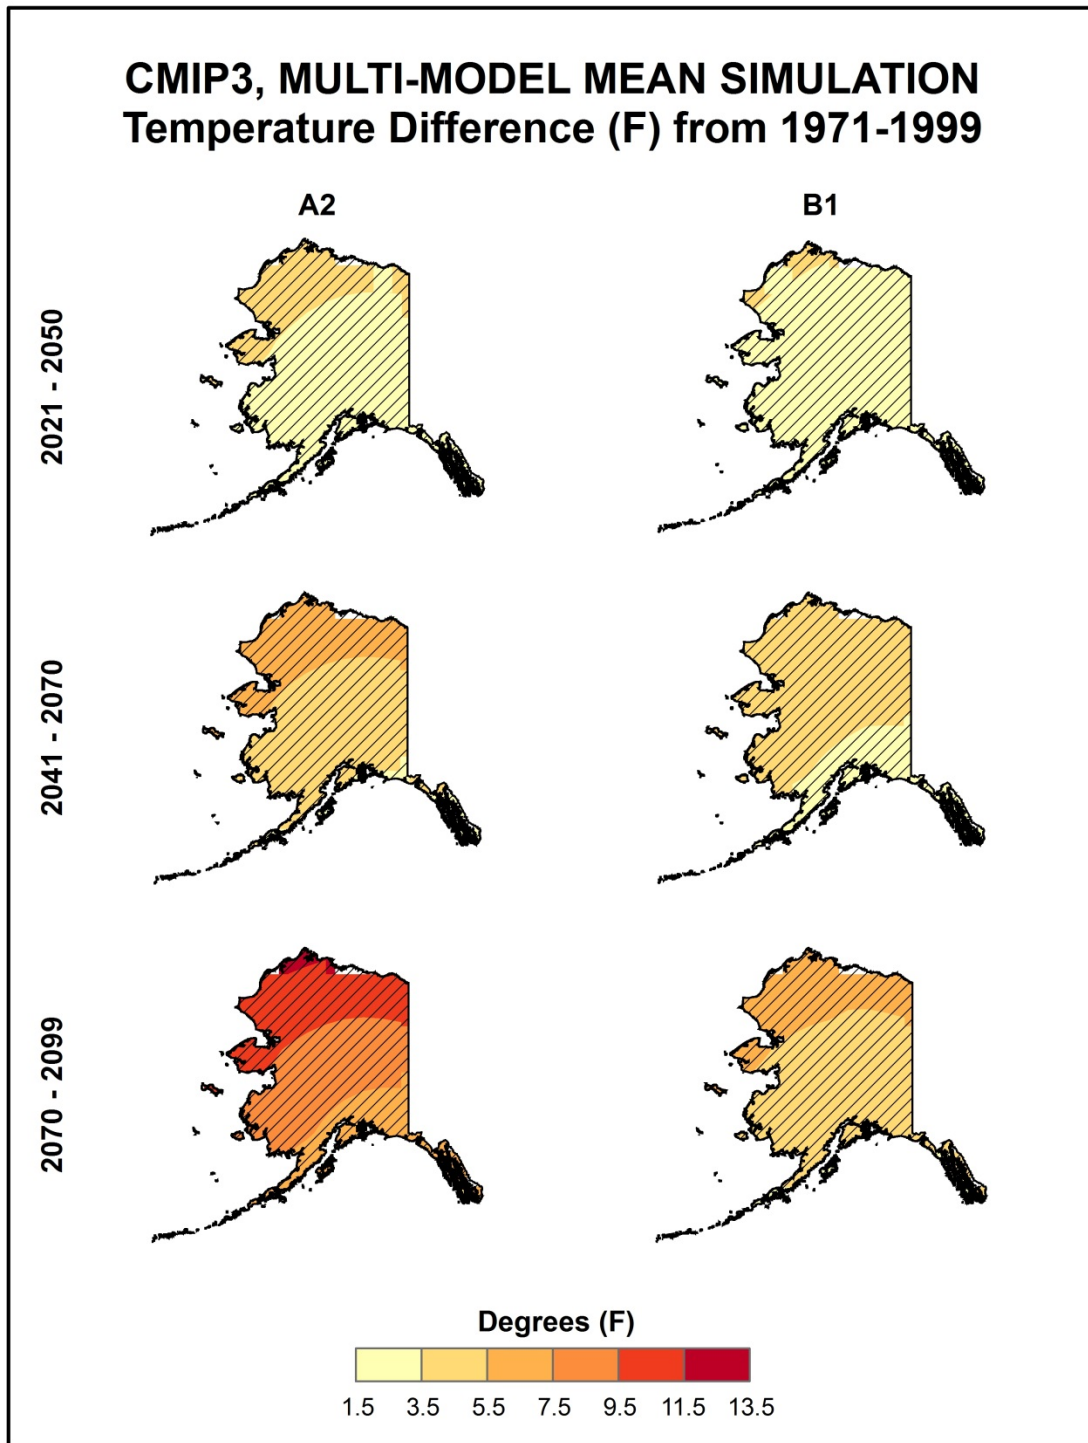 CMIP3, MULTI-MODEL MEAN SIMULATION
Temperature Difference (F) from 1971-1999
A2
B1
2021 - 2050
2041 - 2070
2070 - 2099
Degrees (F)
1.5 3.5 5.5 7.5 9.5 11.5 13.5